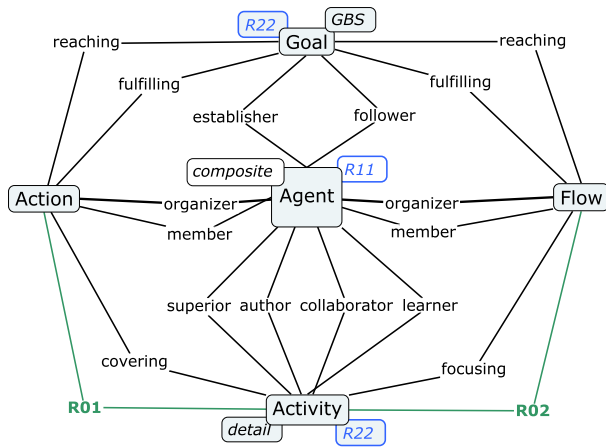 R22 GBS
reaching Goal reaching
fulfilling fulfilling
establisher follower
composite R11
Action organizer Agent organizer Flow
member member
superior author collaborator learner
covering focusing
R01 Activity R02
detail R22